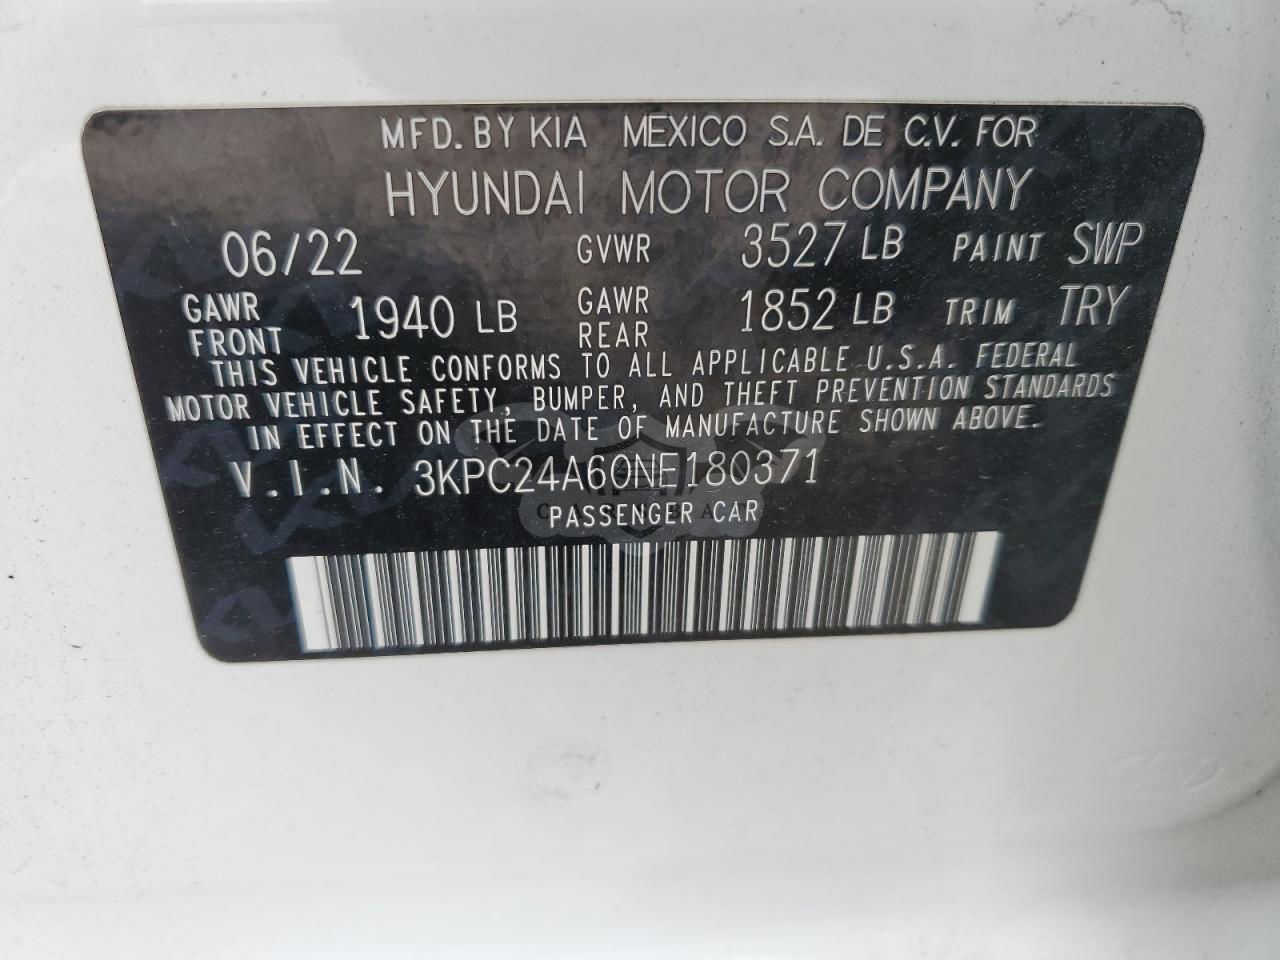 MFD. BY KIA MEXICO S.A. DE C.V. FOR
HYUNDAI MOTOR COMPANY
06/22 GVWR 3527 LB PAINT SWP
GAWR FRONT 1940 LB GAWR REAR 1852 LB TRIM TRY
THIS VEHICLE CONFORMS TO ALL APPLICABLE U.S.A. FEDERAL
MOTOR VEHICLE SAFETY, BUMPER, AND THEFT PREVENTION STANDARDS
IN EFFECT ON THE DATE OF MANUFACTURE SHOWN ABOVE.
V.I.N. 3KPC24A60NE180371
PASSENGER CAR